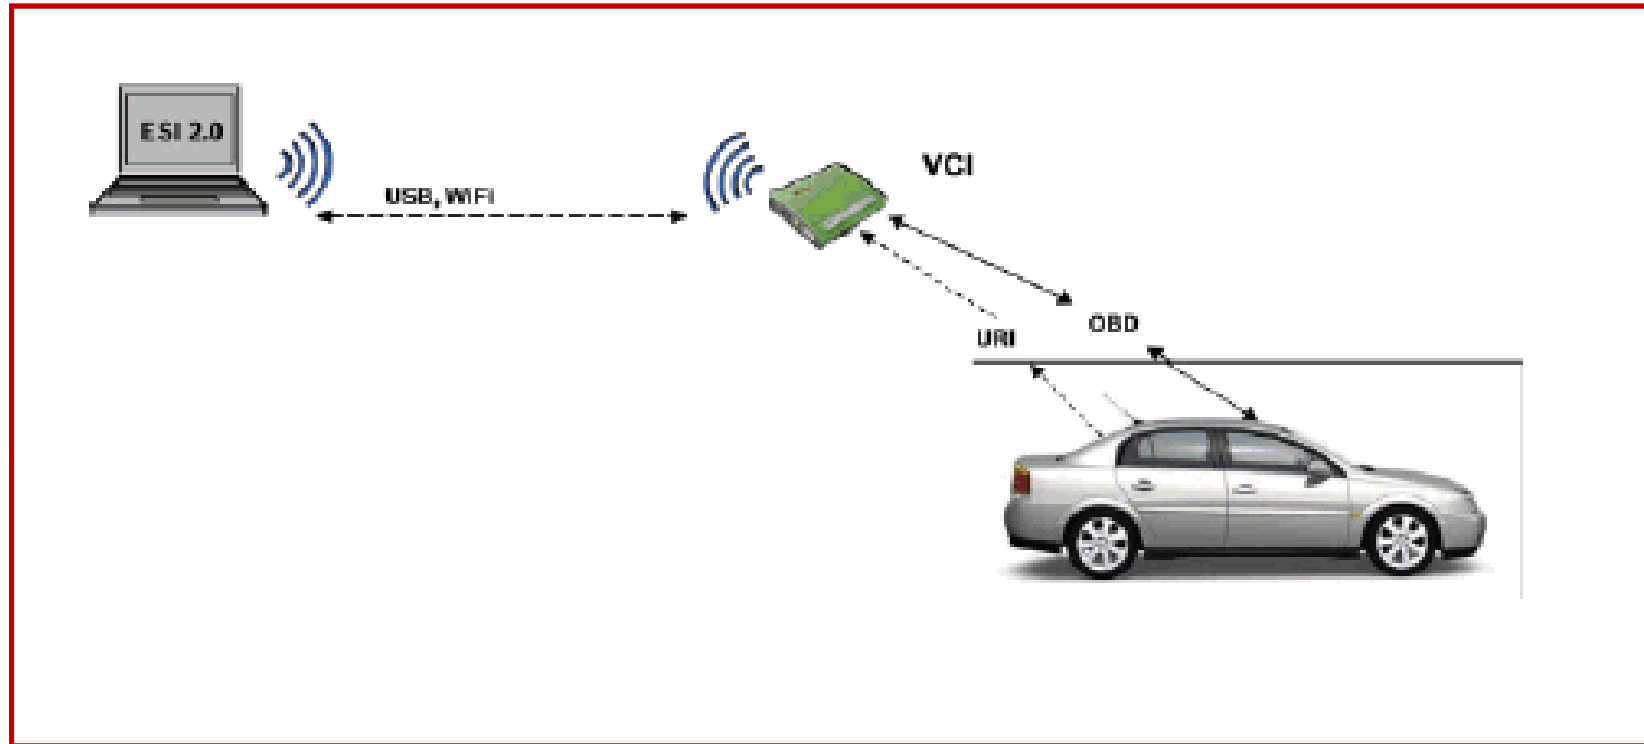 ESI 2.0
VCI
USB, WIFI
OBD
URI